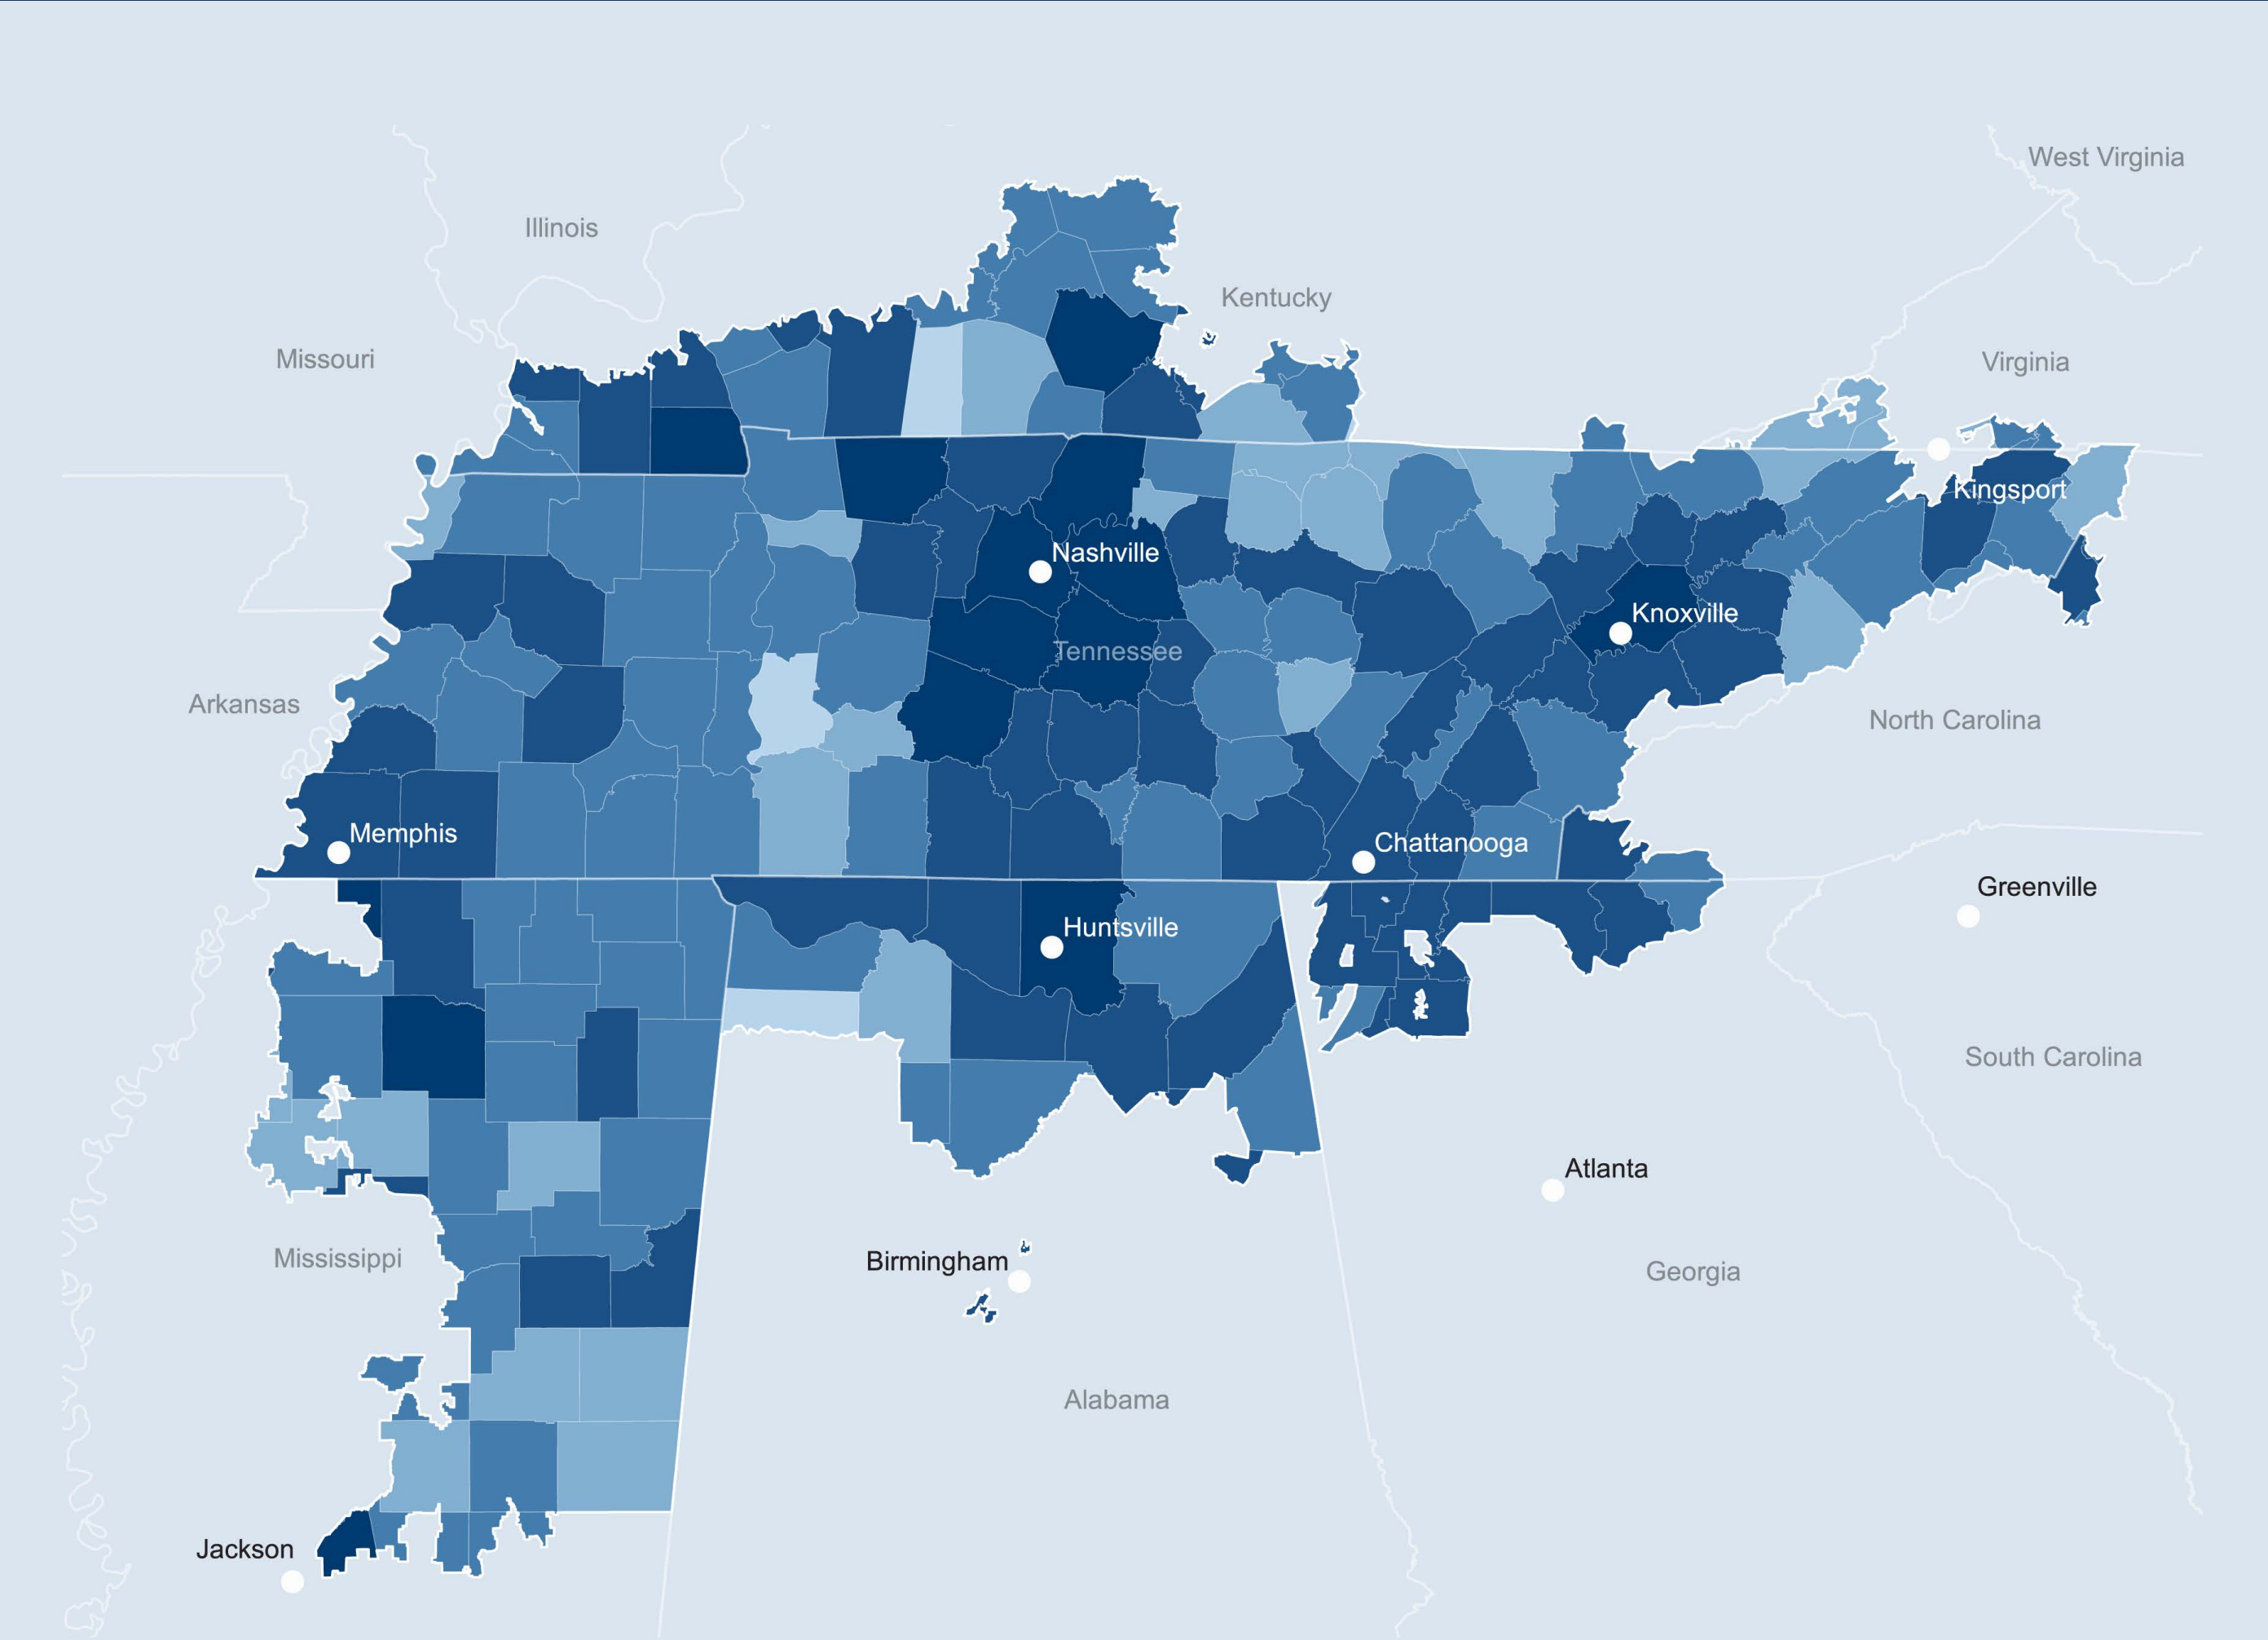 West Virginia
Illinois
Kentucky
Missouri
Virginia
Kingsport
Nashville
Knoxville
Tennessee
Arkansas
North Carolina
Memphis
Chattanooga
Greenville
Huntsville
South Carolina
Atlanta
Mississippi
Birmingham
Georgia
Alabama
Jackson